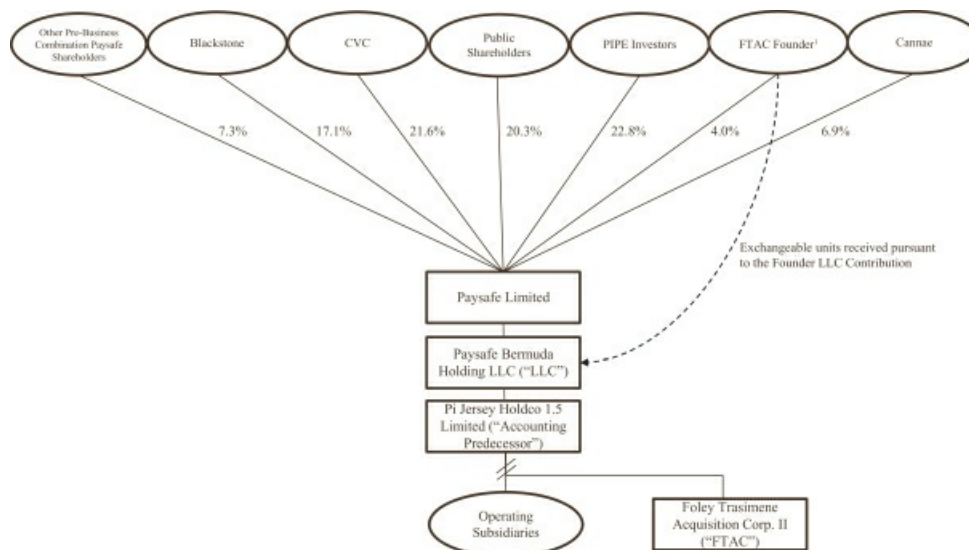 Other Pre-Business
Combination Paysafe
Shareholders
Blackstone
CVC
Public
Shareholders
PIPE Investors
FTAC Founder¹
Cannae
7.3%
17.1%
21.6%
20.3%
22.8%
4.0%
6.9%
Exchangeable units received pursuant
to the Founder LLC Contribution
Paysafe Limited
Paysafe Bermuda
Holding LLC (“LLC”)
Pi Jersey Holdco 1.5
Limited (“Accounting
Predecessor”)
Operating
Subsidiaries
Foley Trasimene
Acquisition Corp. II
(“FTAC”)